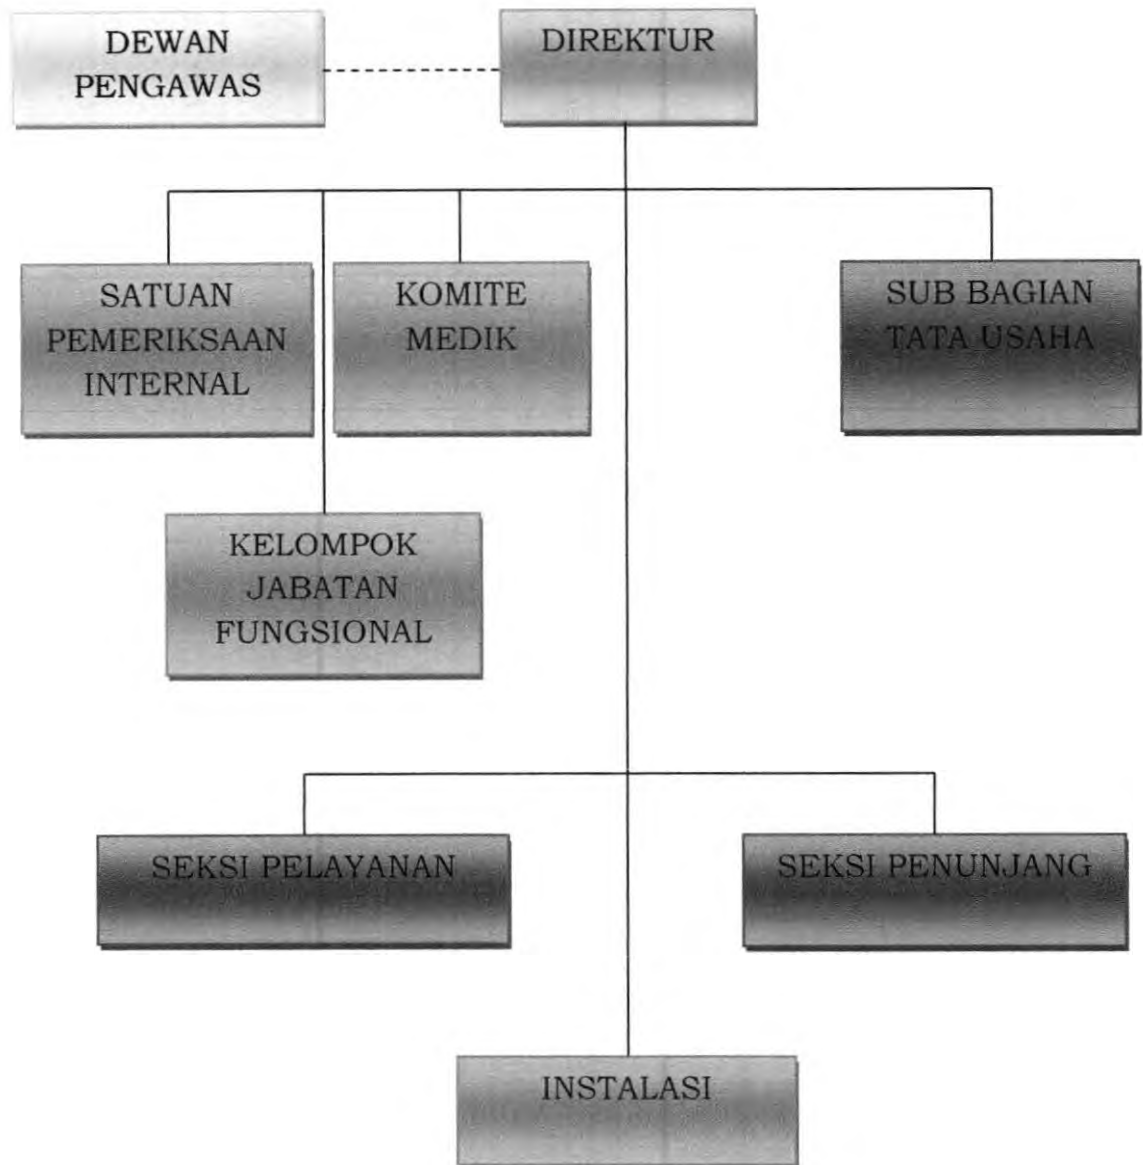 DEWAN
PENGAWAS
DIREKTUR
SATUAN
PEMERIKSAAN
INTERNAL
KOMITE
MEDIK
SUB BAGIAN
TATA USAHA
KELOMPOK
JABATAN
FUNGSIONAL
SEKSI PELAYANAN
SEKSI PENUNJANG
INSTALASI